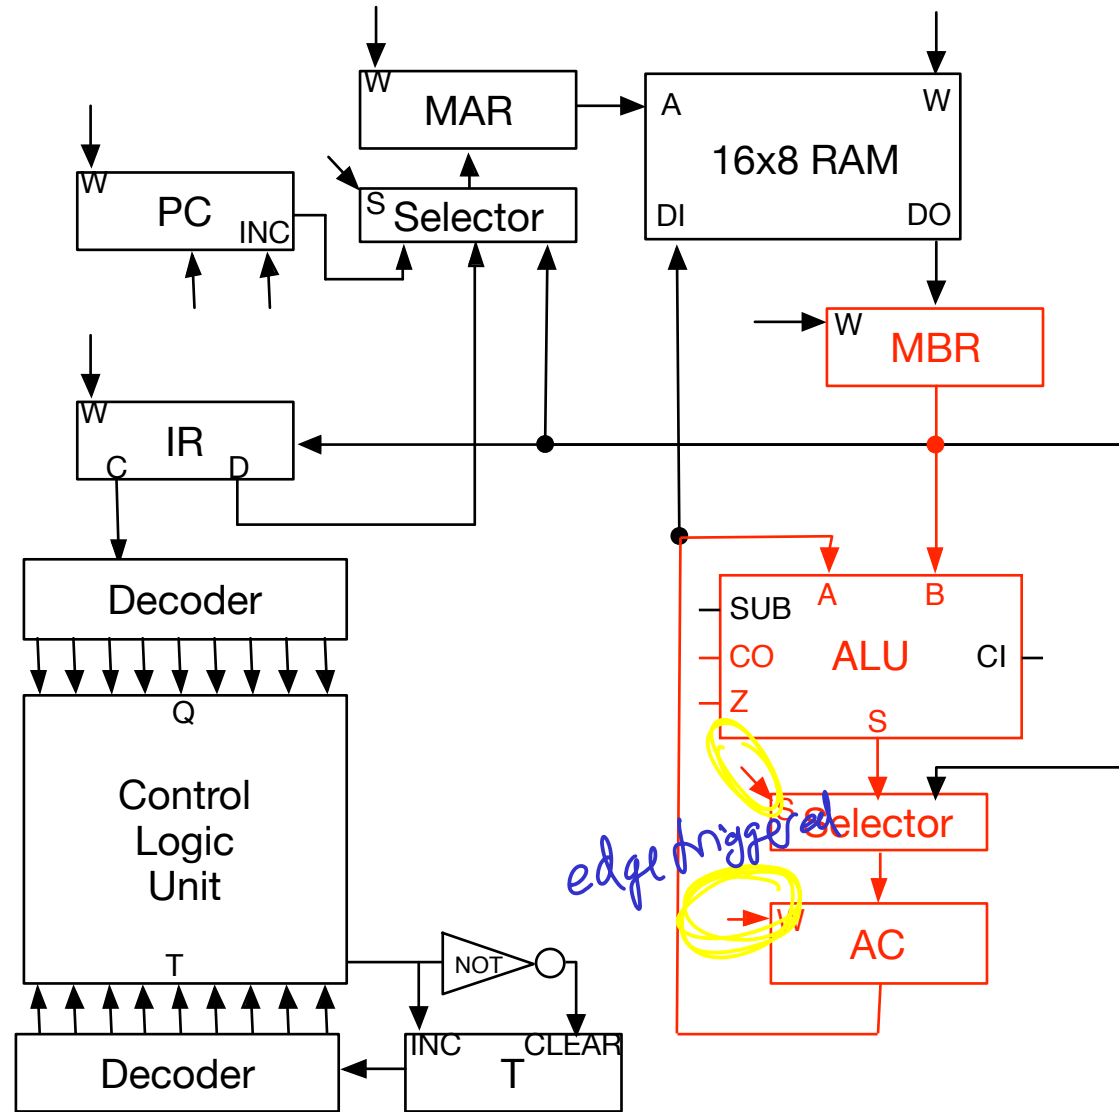 W
MAR
A
W
16x8 RAM
DI
DO
W
PC
INC
S
Selector
W
MBR
W
IR
C
D
Decoder
Q
Control
Logic
Unit
T
NOT
INC
CLEAR
T
Decoder
A
B
SUB
CO
ALU
CI
Z
S
S
Selector
edge triggered
W
AC